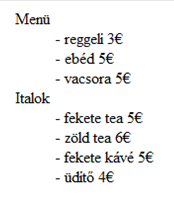 Menü
- reggeli 3€
- ebéd 5€
- vacsora 5€
Italok
- fekete tea 5€
- zöld tea 6€
- fekete kávé 5€
- üdítő 4€